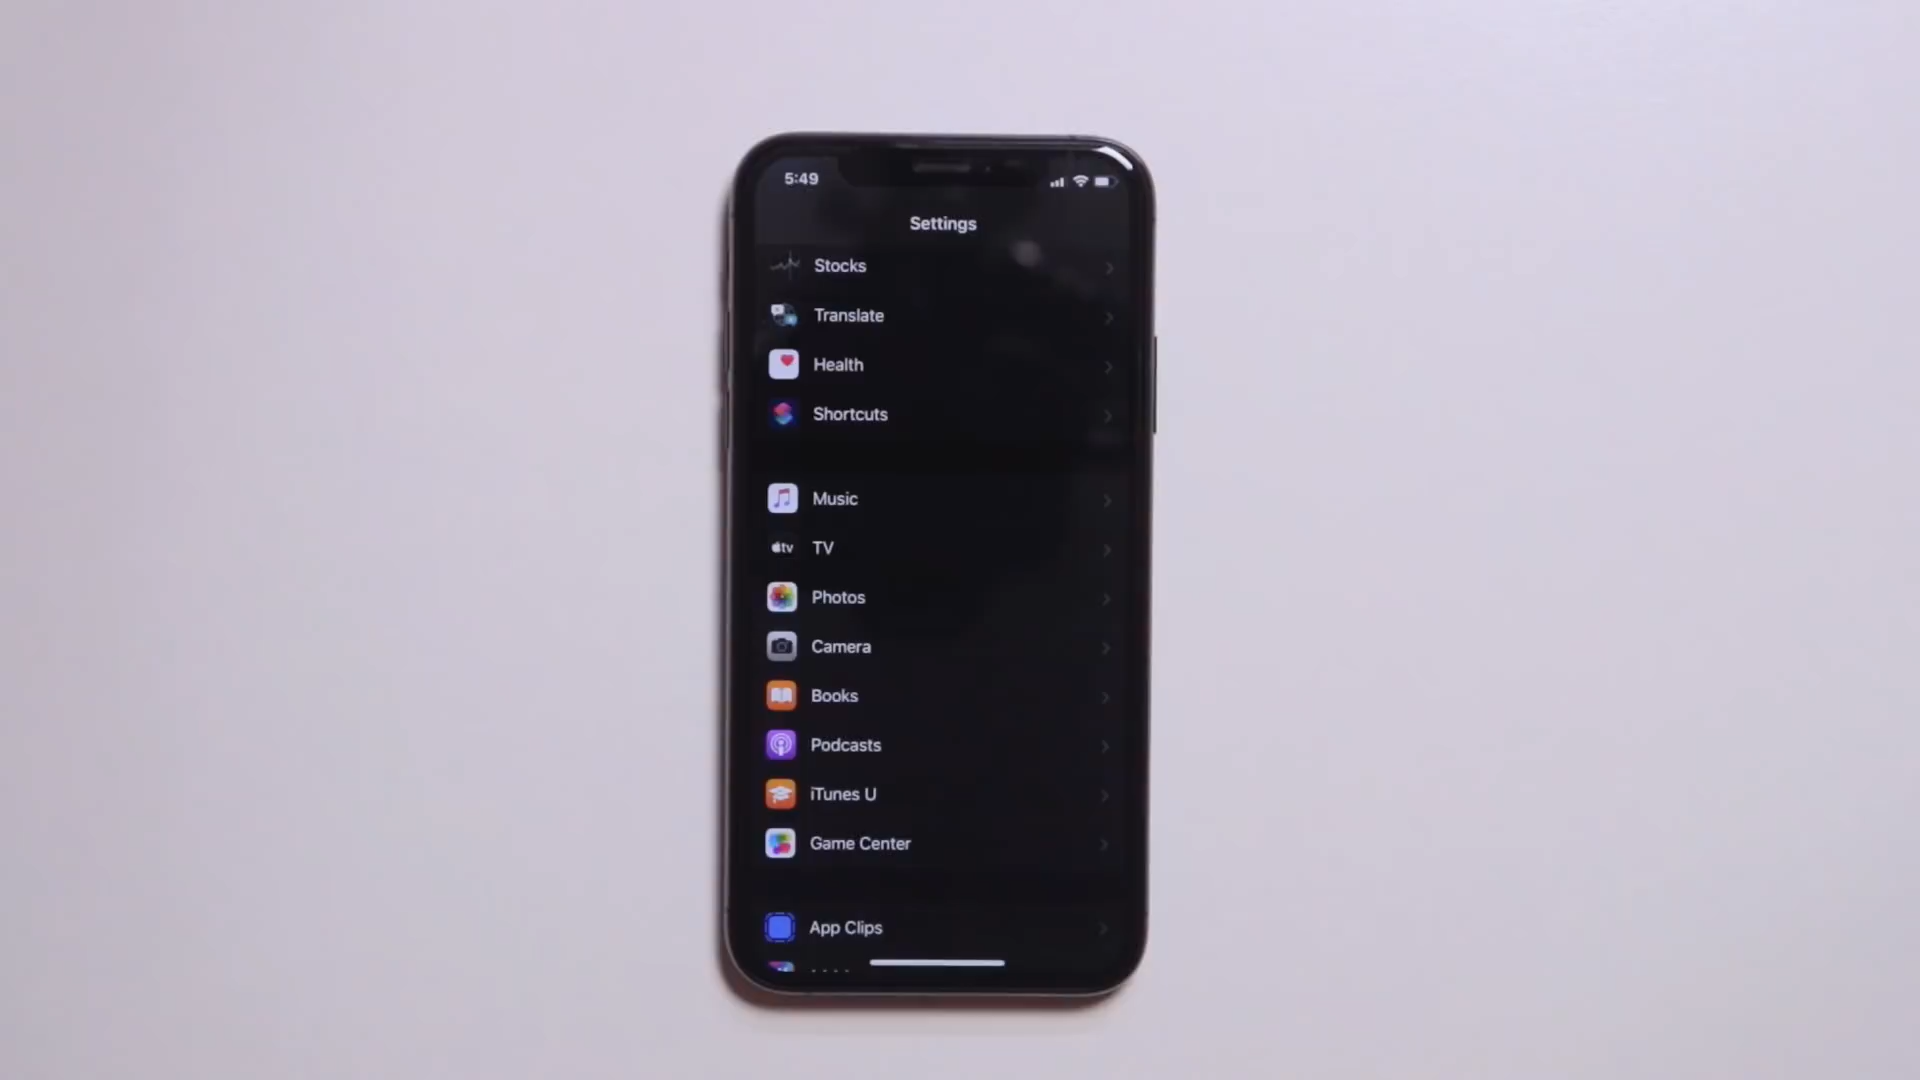 5:49
Settings
Stocks
Translate
Health
Shortcuts
Music
tv TV
Photos
Camera
Books
Podcasts
iTunes U
Game Center
App Clips